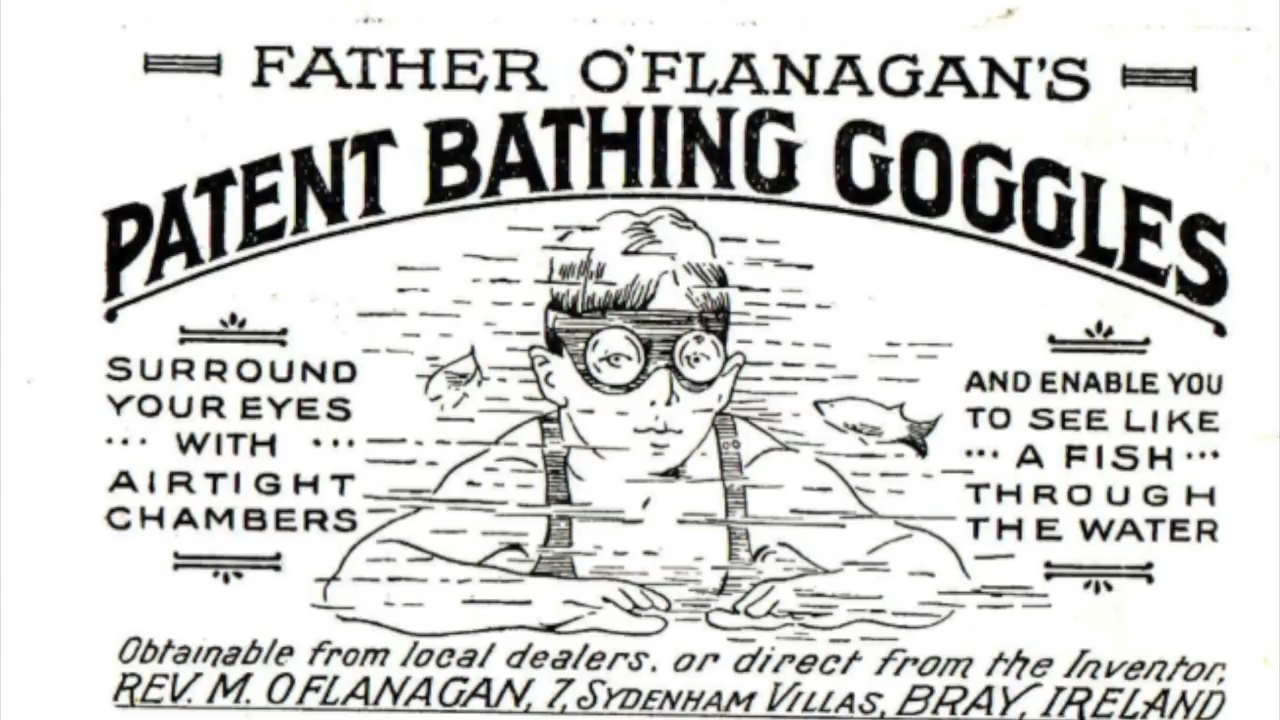 FATHER O'FLANAGAN'S
PATENT BATHING GOGGLES
SURROUND
YOUR EYES
... WITH ...
AIRTIGHT
CHAMBERS
AND ENABLE YOU
TO SEE LIKE
... A FISH ...
THROUGH
THE WATER
Obtainable from local dealers. or direct from the Inventor,
REV. M. O FLANAGAN, 7, SYDENHAM VILLAS, BRAY, IRELAND